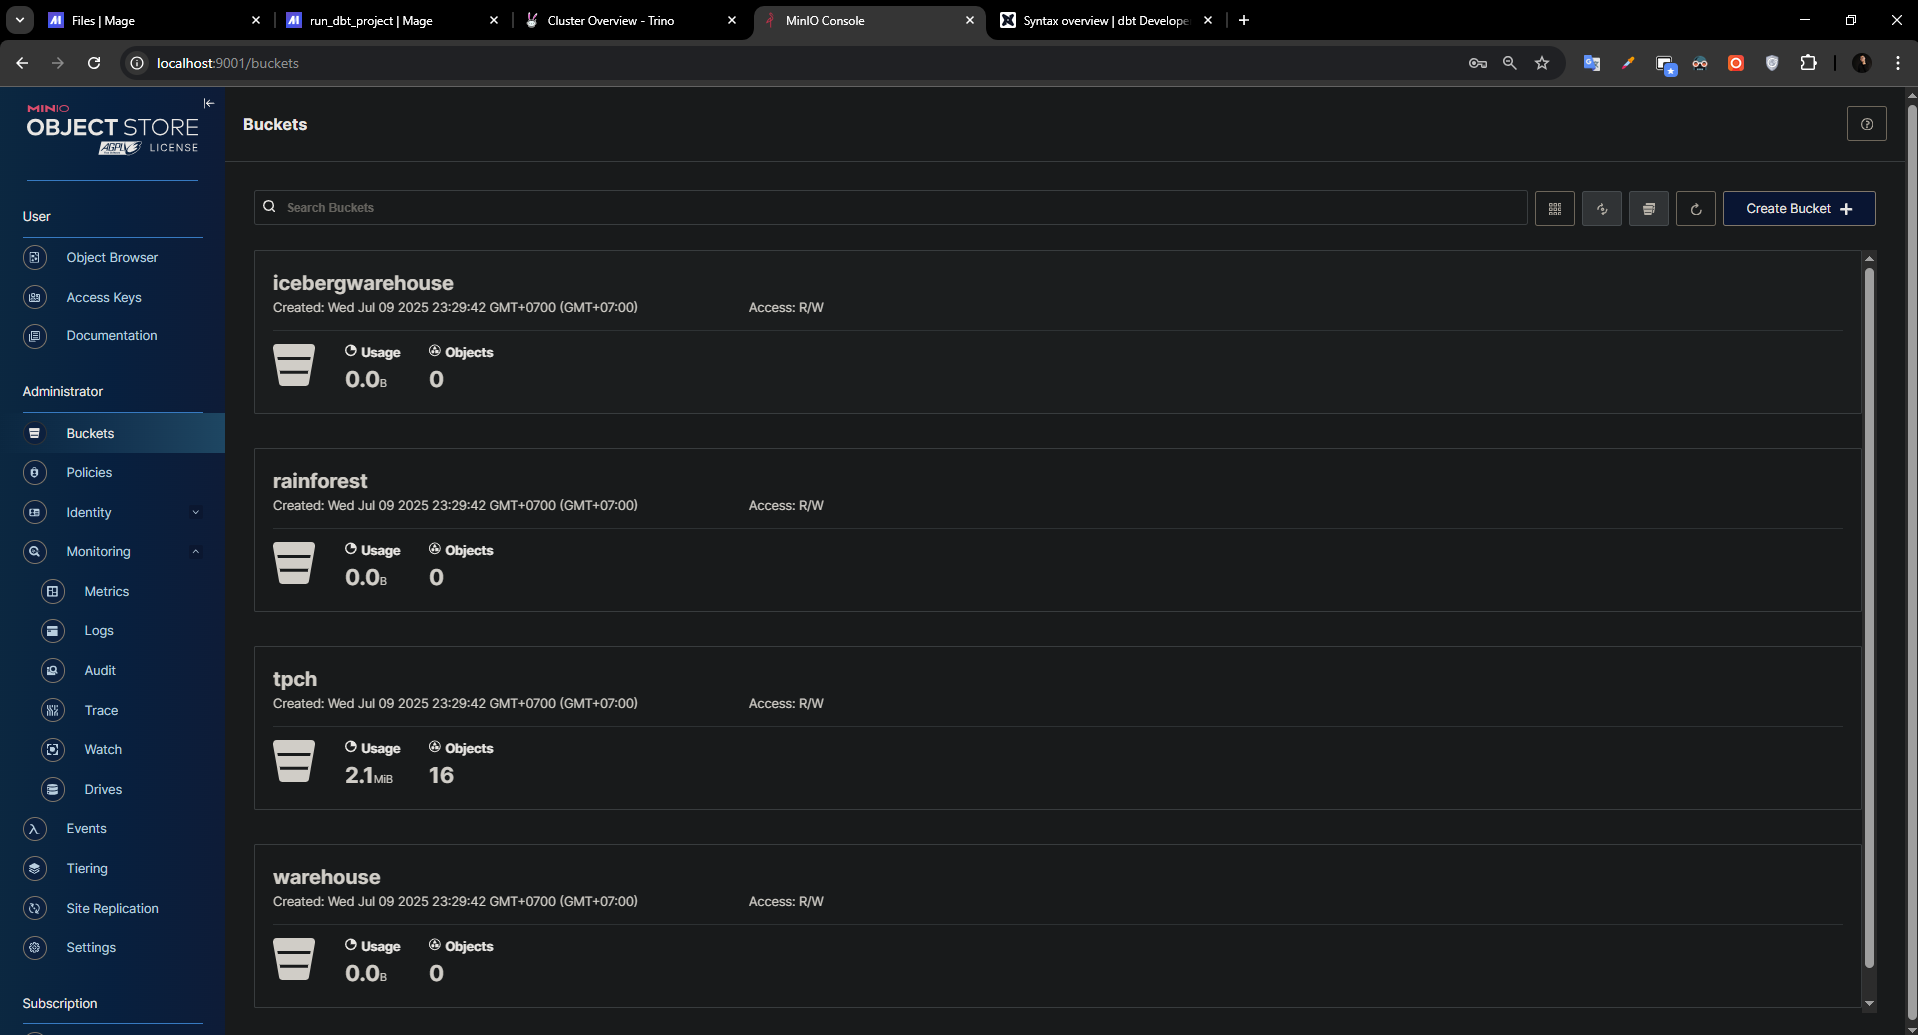 Files | Mage
run_dbt_project | Mage
Cluster Overview - Trino
MinIO Console
Syntax overview | dbt Develope
localhost:9001/buckets
MINIO
OBJECT STORE
AGPLv3 LICENSE
User
Object Browser
Access Keys
Documentation
Administrator
Buckets
Policies
Identity
Monitoring
Metrics
Logs
Audit
Trace
Watch
Drives
Events
Tiering
Site Replication
Settings
Subscription
Buckets
Search Buckets
Create Bucket
icebergwarehouse
Created: Wed Jul 09 2025 23:29:42 GMT+0700 (GMT+07:00) Access: R/W
Usage Objects
0.0B 0
rainforest
Created: Wed Jul 09 2025 23:29:42 GMT+0700 (GMT+07:00) Access: R/W
Usage Objects
0.0B 0
tpch
Created: Wed Jul 09 2025 23:29:42 GMT+0700 (GMT+07:00) Access: R/W
Usage Objects
2.1MiB 16
warehouse
Created: Wed Jul 09 2025 23:29:42 GMT+0700 (GMT+07:00) Access: R/W
Usage Objects
0.0B 0